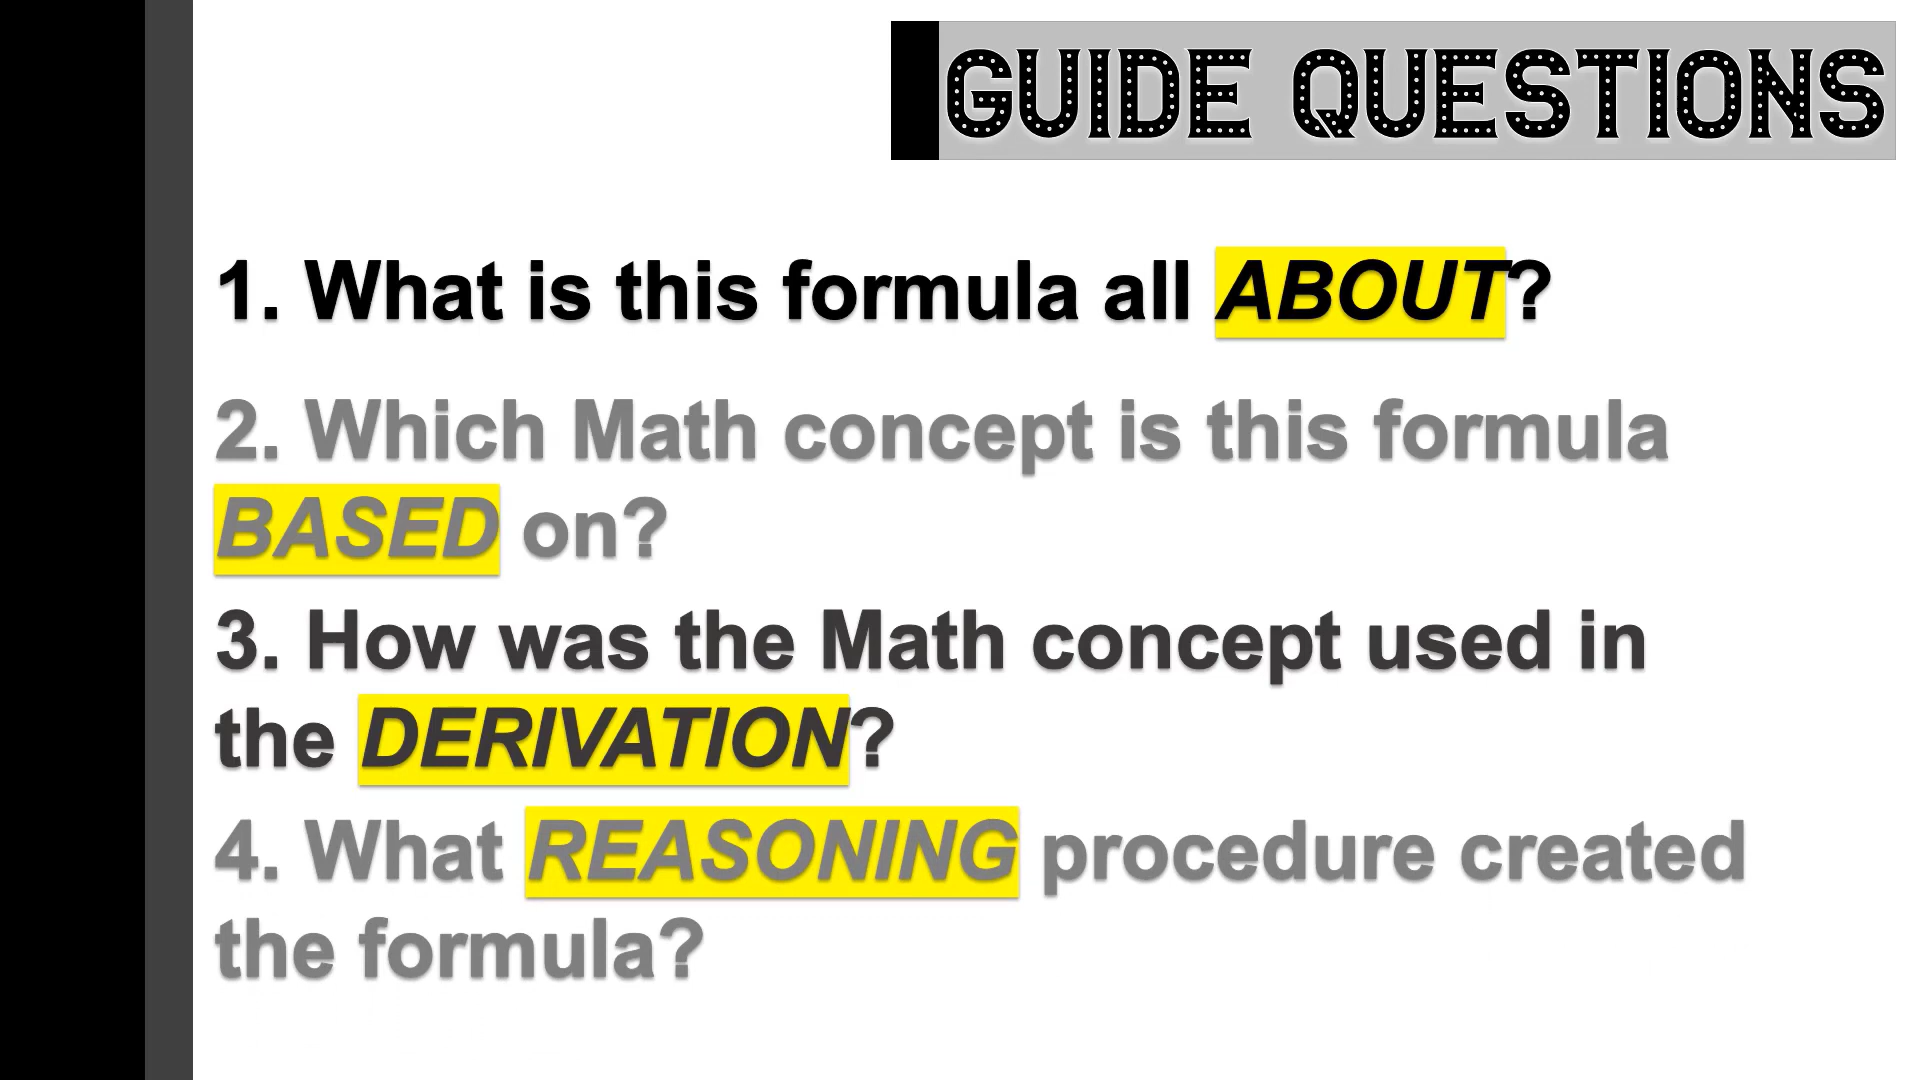 GUIDE QUESTIONS
1. What is this formula all ABOUT?
2. Which Math concept is this formula
BASED on?
3. How was the Math concept used in
the DERIVATION?
4. What REASONING procedure created
the formula?